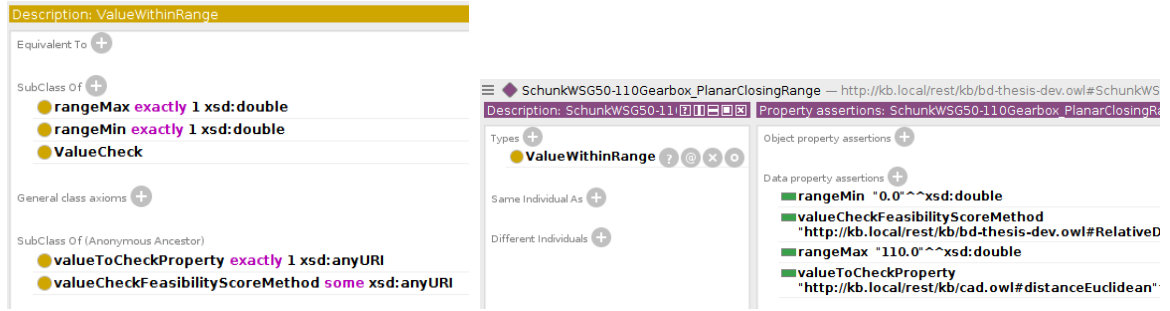 Description: ValueWithinRange
Equivalent To
SubClass Of
rangeMax exactly 1 xsd:double
rangeMin exactly 1 xsd:double
ValueCheck
General class axioms
SubClass Of (Anonymous Ancestor)
valueToCheckProperty exactly 1 xsd:anyURI
valueCheckFeasibilityScoreMethod some xsd:anyURI
SchunkWSG50-110Gearbox_PlanarClosingRange — http://kb.local/rest/kb/bd-thesis-dev.owl#SchunkWS
Description: SchunkWSG50-11
Types
ValueWithinRange
Same Individual As
Different Individuals
Property assertions: SchunkWSG50-110Gearbox_PlanarClosingRa
Object property assertions
Data property assertions
rangeMin "0.0"^^xsd:double
valueCheckFeasibilityScoreMethod
"http://kb.local/rest/kb/bd-thesis-dev.owl#RelativeD
rangeMax "110.0"^^xsd:double
valueToCheckProperty
"http://kb.local/rest/kb/cad.owl#distanceEuclidean"